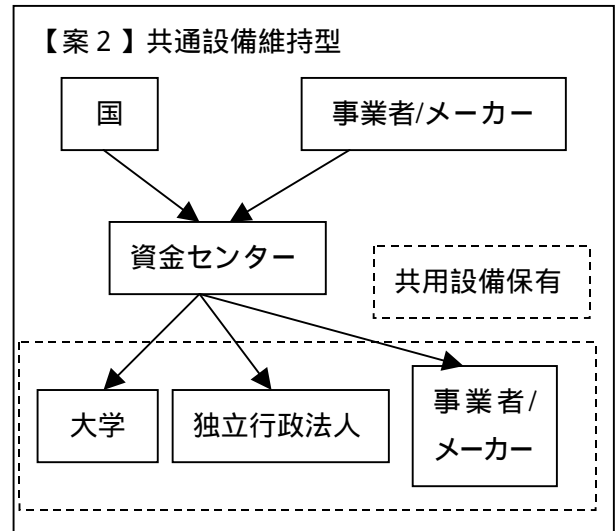 【案２】共通設備維持型
国
事業者/メーカー
資金センター
共用設備保有
大学
独立行政法人
事業者/
メーカー